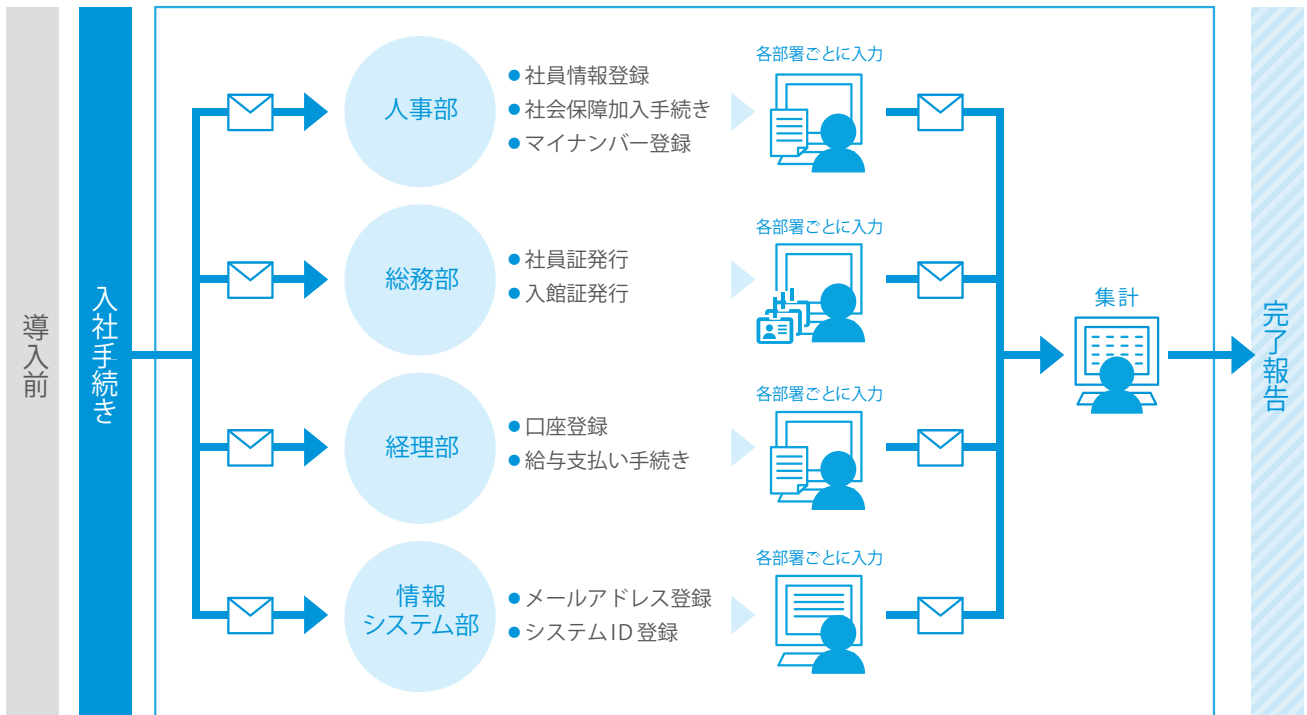 導入前
入社手続き
人事部
社員情報登録
社会保障加入手続き
マイナンバー登録
各部署ごとに入力
総務部
社員証発行
入館証発行
各部署ごとに入力
経理部
口座登録
給与支払い手続き
各部署ごとに入力
情報
システム部
メールアドレス登録
システムID登録
各部署ごとに入力
集計
完了報告